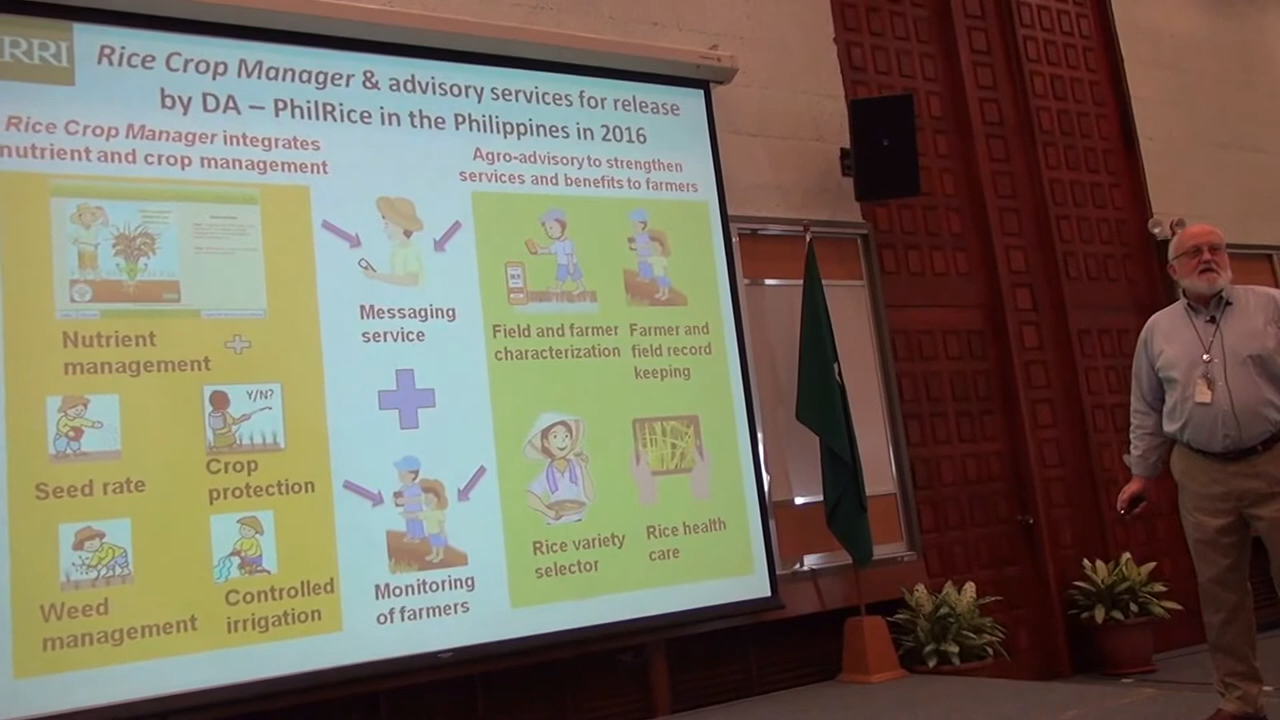 RRI
Rice Crop Manager & advisory services for release
by DA – PhilRice in the Philippines in 2016
Rice Crop Manager integrates
nutrient and crop management
Nutrient
management
Seed rate
Y/N?
Crop
protection
Weed
management
Controlled
irrigation
Messaging
service
Monitoring
of farmers
Agro-advisory to strengthen
services and benefits to farmers
Field and farmer
characterization
Farmer and
field record
keeping
Rice variety
selector
Rice health
care